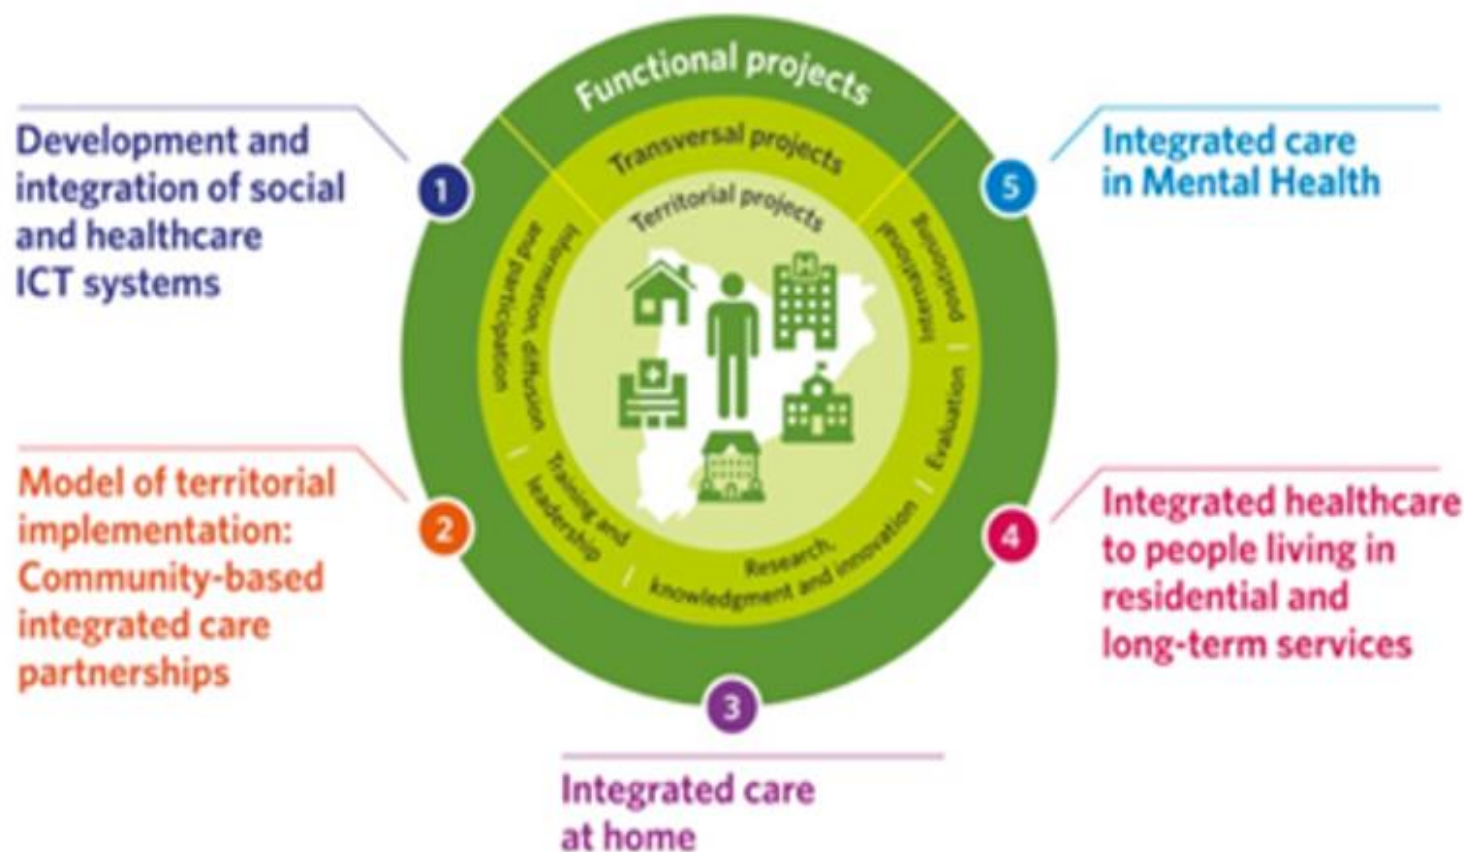 Functional projects
Transversal projects
Territorial projects
Information, diffusion
and participation
Training and
leadership
Research,
knowledgment and innovation
Evaluation
International
positioning
1
Development and
integration of social
and healthcare
ICT systems
2
Model of territorial
implementation:
Community-based
integrated care
partnerships
3
Integrated care
at home
4
Integrated healthcare
to people living in
residential and
long-term services
5
Integrated care
in Mental Health
H